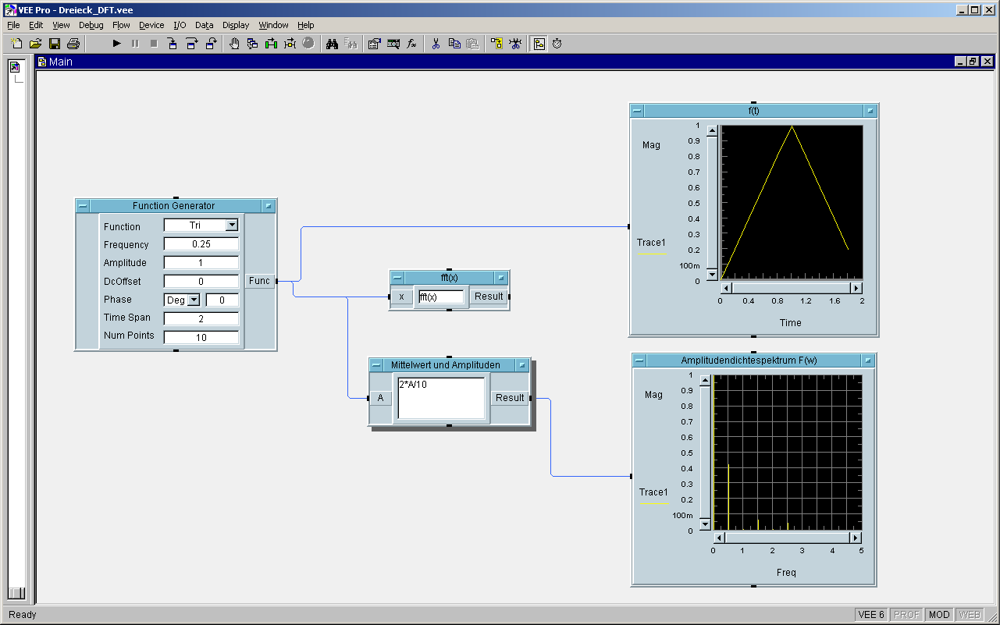 VEE Pro - Dreieck_DFT.vee
File Edit View Debug Flow Device I/O Data Display Window Help
Main
Function Generator
Function Tri
Frequency 0.25
Amplitude 1
DcOffset 0
Phase Deg 0
Time Span 2
Num Points 10
Func
fft(x)
x fft(x) Result
Mittelwert und Amplituden
A 2*A/10 Result
f(t)
Mag
Trace1
1
0.9
0.8
0.7
0.6
0.5
0.4
0.3
0.2
100m
0
0 0.4 0.8 1.2 1.6 2
Time
Amplitudendichtespektrum F(w)
Mag
Trace1
1
0.9
0.8
0.7
0.6
0.5
0.4
0.3
0.2
100m
0
0 1 2 3 4 5
Freq
Ready
VEE 6 PROF MOD WEB